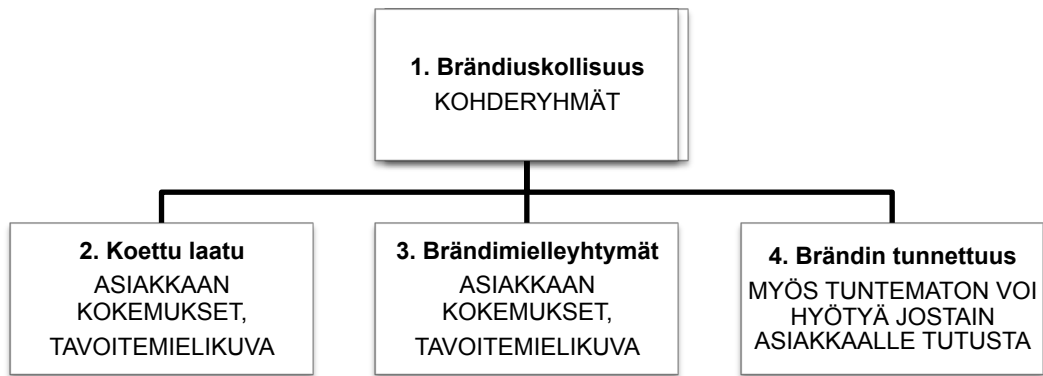 1. Brändiuskollisuus
KOHDERYHMÄT
2. Koettu laatu
ASIAKKAAN
KOKEMUKSET,
TAVOITEMIELIKUVA
3. Brändimielleyhtymät
ASIAKKAAN
KOKEMUKSET,
TAVOITEMIELIKUVA
4. Brändin tunnettuus
MYÖS TUNTEMATON VOI
HYÖTYÄ JOSTAIN
ASIAKKAALLE TUTUSTA